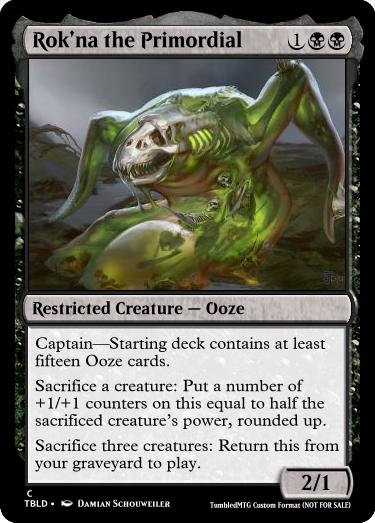 Rok'na the Primordial 1
Restricted Creature — Ooze
Captain—Starting deck contains at least
fifteen Ooze cards.
Sacrifice a creature: Put a number of
+1/+1 counters on this equal to half the
sacrificed creature's power, rounded up.
Sacrifice three creatures: Return this from
your graveyard to play.
2/1
C
TBLD • Damian Schouweiler
TumbledMTG Custom Format (NOT FOR SALE)